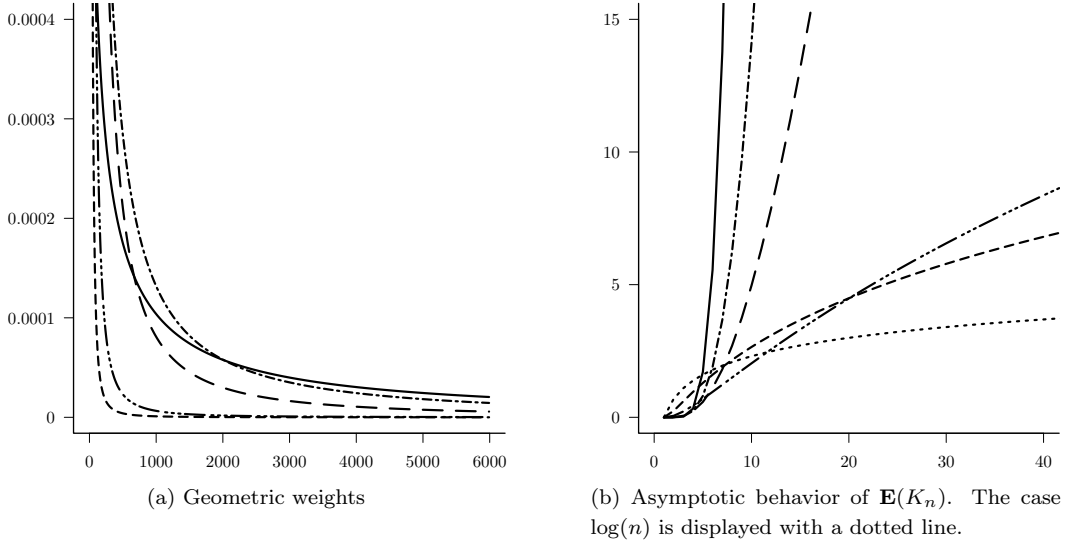 0.0004
0.0003
0.0002
0.0001
0
0 1000 2000 3000 4000 5000 6000
(a) Geometric weights
15
10
5
0
0 10 20 30 40
(b) Asymptotic behavior of E(Kₙ). The case
log(n) is displayed with a dotted line.